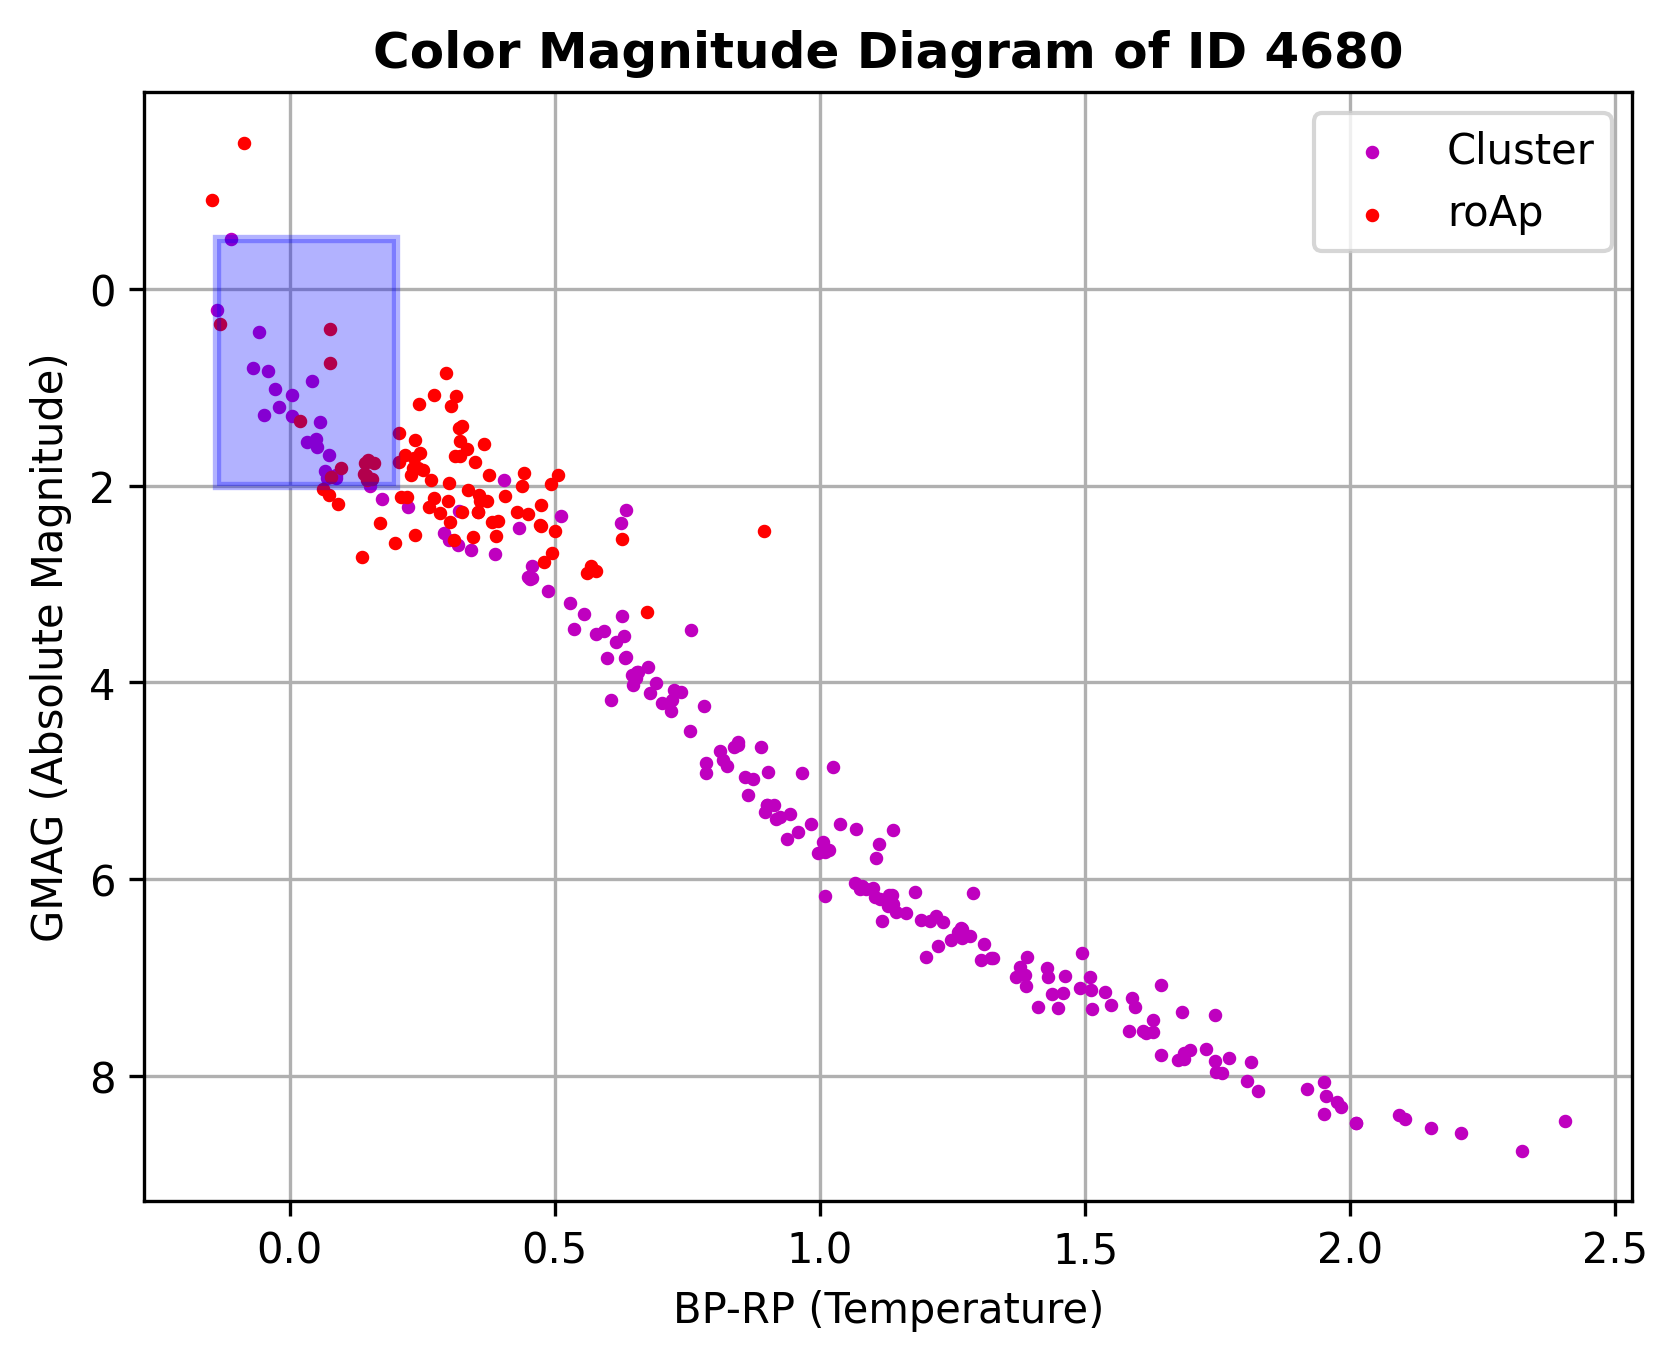 Color Magnitude Diagram of ID 4680
Cluster
roAp
GMAG (Absolute Magnitude)
0
2
4
6
8
0.0 0.5 1.0 1.5 2.0 2.5
BP-RP (Temperature)